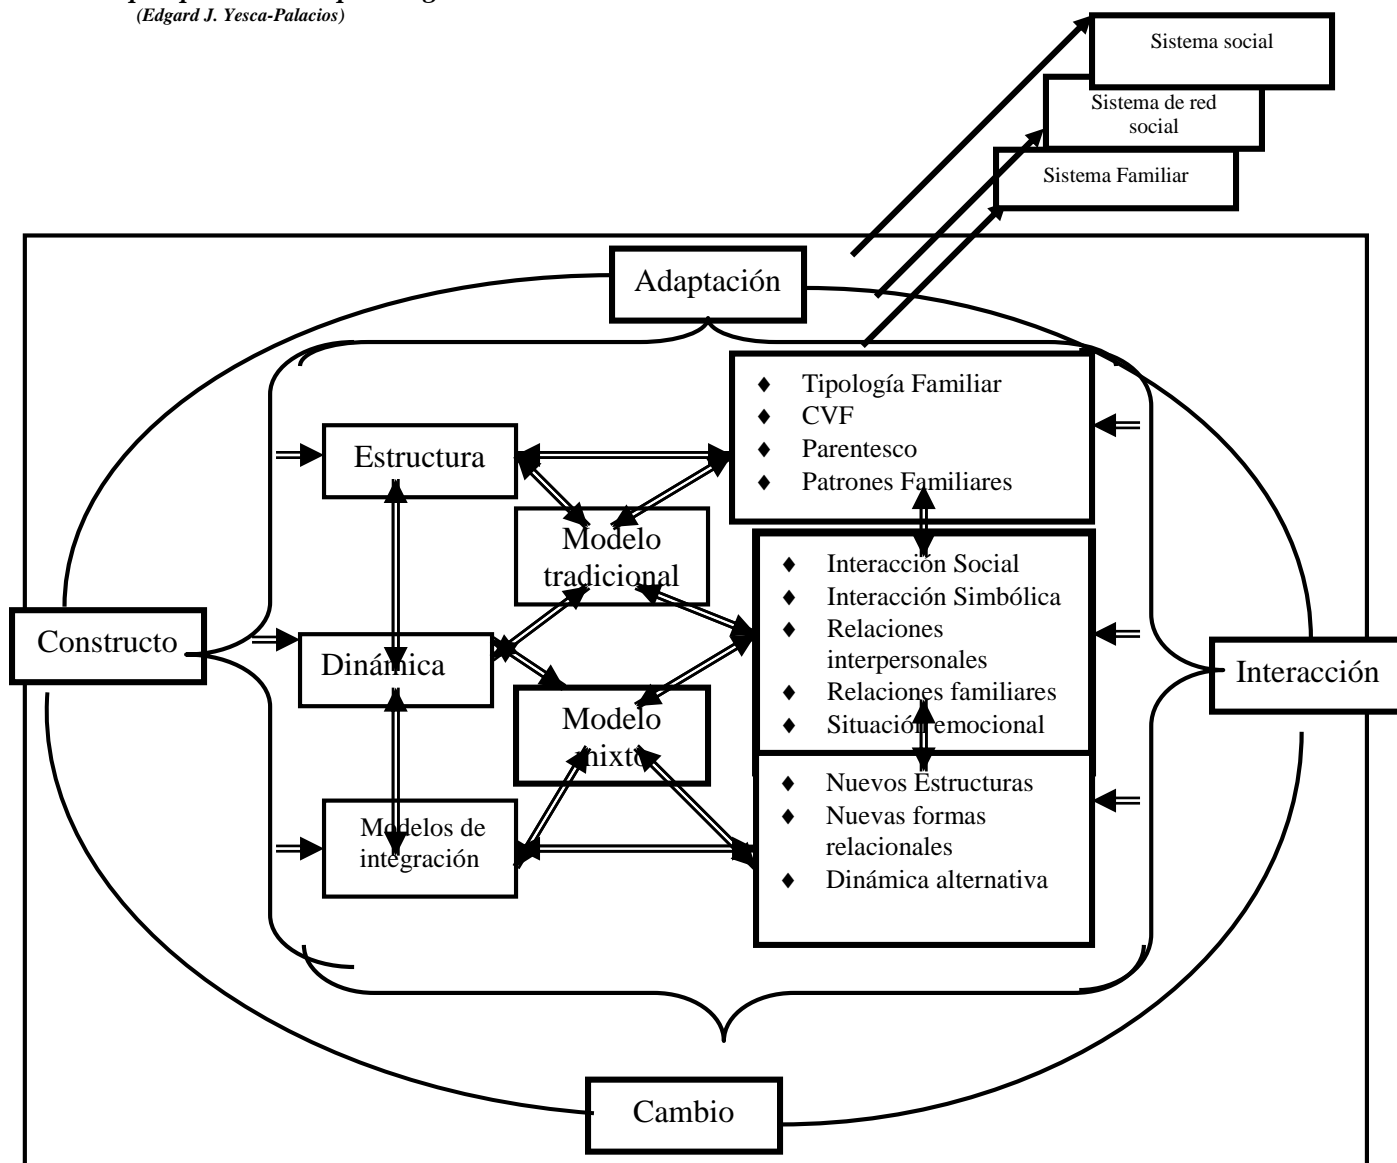 (Edgard J. Yesca-Palacios)
Sistema social
Sistema de red
social
Sistema Familiar
Adaptación
Tipología Familiar
CVF
Parentesco
Patrones Familiares
Estructura
Modelo
tradicional
Interacción Social
Interacción Simbólica
Relaciones
interpersonales
Relaciones familiares
Situación emocional
Constructo
Dinámica
Interacción
Modelo
mixto
Nuevos Estructuras
Nuevas formas
relacionales
Dinámica alternativa
Modelos de
integración
Cambio